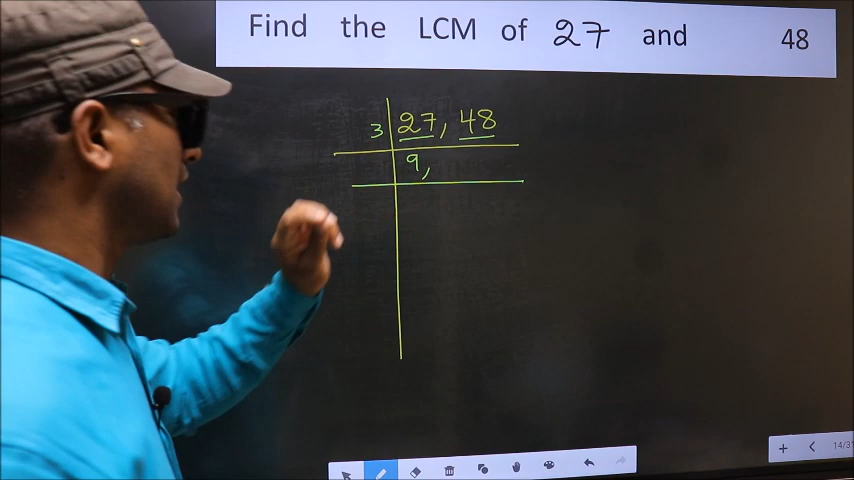 Find the LCM of 27 and 48
3 27, 48
9,
14/31